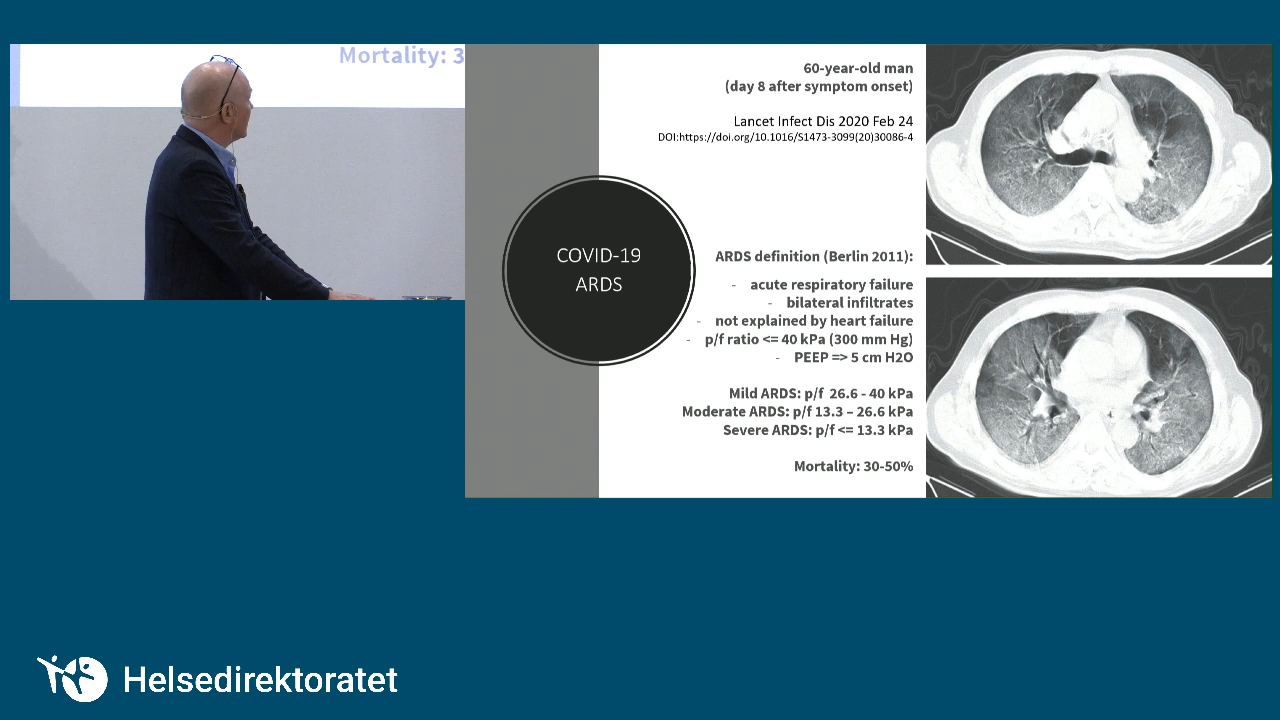 Mortality: 3
60-year-old man
(day 8 after symptom onset)
Lancet Infect Dis 2020 Feb 24
DOI:https://doi.org/10.1016/S1473-3099(20)30086-4
COVID-19
ARDS
ARDS definition (Berlin 2011):
- acute respiratory failure
- bilateral infiltrates
- not explained by heart failure
- p/f ratio <= 40 kPa (300 mm Hg)
- PEEP => 5 cm H2O
Mild ARDS: p/f 26.6 - 40 kPa
Moderate ARDS: p/f 13.3 – 26.6 kPa
Severe ARDS: p/f <= 13.3 kPa
Mortality: 30-50%
Helsedirektoratet